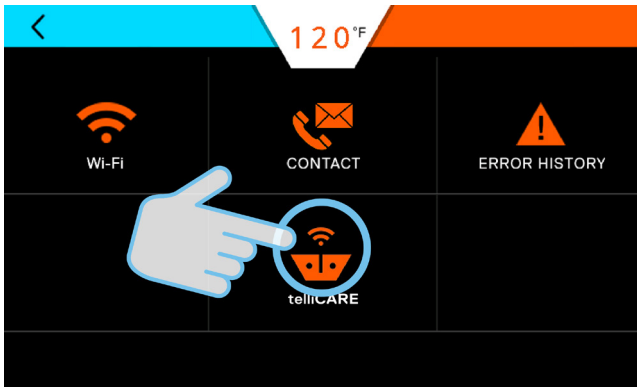 120°F
Wi-Fi
CONTACT
ERROR HISTORY
telliCARE